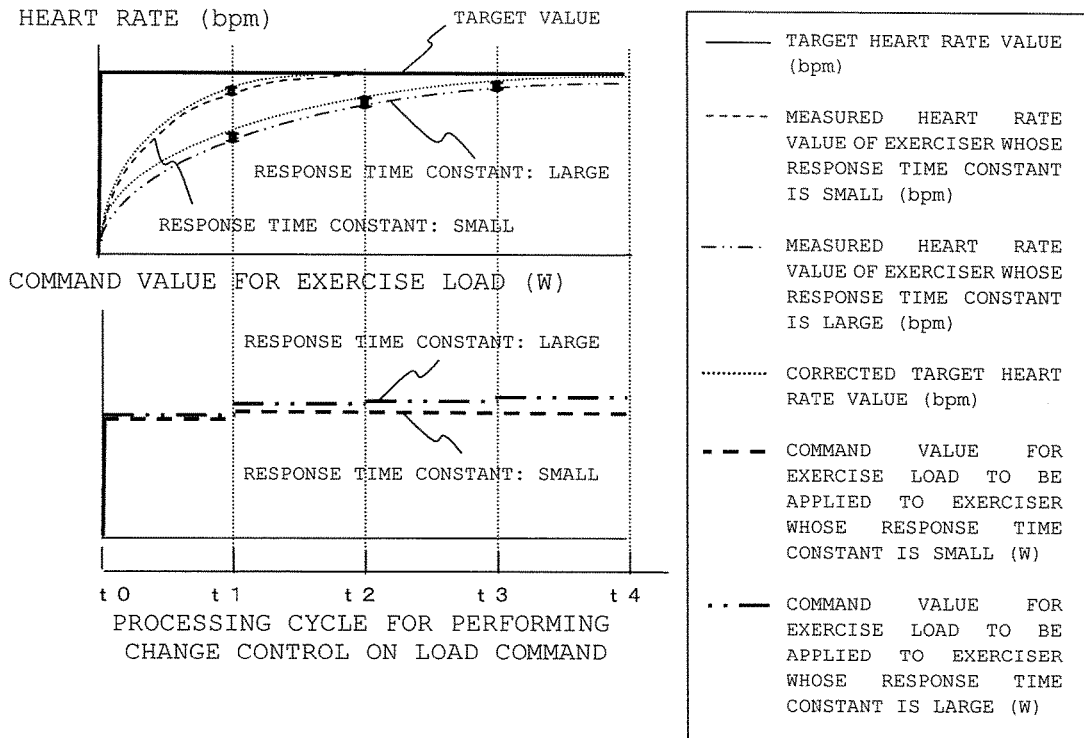 HEART RATE (bpm)
TARGET VALUE
RESPONSE TIME CONSTANT: LARGE
RESPONSE TIME CONSTANT: SMALL
COMMAND VALUE FOR EXERCISE LOAD (W)
RESPONSE TIME CONSTANT: LARGE
RESPONSE TIME CONSTANT: SMALL
t 0 t 1 t 2 t 3 t 4
PROCESSING CYCLE FOR PERFORMING
CHANGE CONTROL ON LOAD COMMAND
TARGET HEART RATE VALUE
(bpm)
MEASURED HEART RATE
VALUE OF EXERCISER WHOSE
RESPONSE TIME CONSTANT
IS SMALL (bpm)
MEASURED HEART RATE
VALUE OF EXERCISER WHOSE
RESPONSE TIME CONSTANT
IS LARGE (bpm)
CORRECTED TARGET HEART
RATE VALUE (bpm)
COMMAND VALUE FOR
EXERCISE LOAD TO BE
APPLIED TO EXERCISER
WHOSE RESPONSE TIME
CONSTANT IS SMALL (W)
COMMAND VALUE FOR
EXERCISE LOAD TO BE
APPLIED TO EXERCISER
WHOSE RESPONSE TIME
CONSTANT IS LARGE (W)